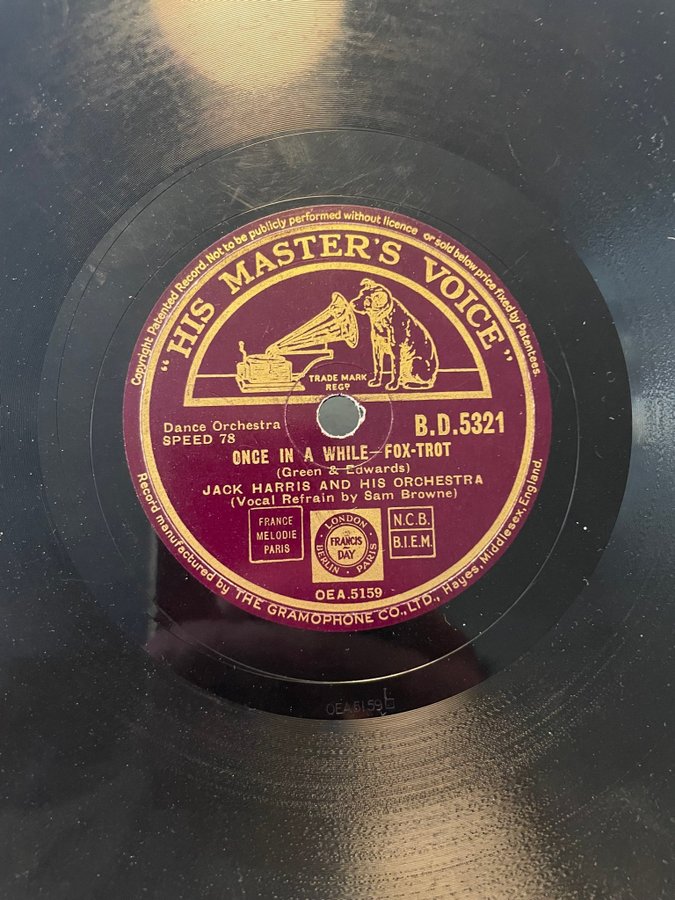 Copyright Patented Record. Not to be publicly performed without licence or sold below price fixed by Patentees.
"HIS MASTER'S VOICE"
TRADE MARK
REGD
Dance Orchestra
SPEED 78
B.D.5321
ONCE IN A WHILE—FOX-TROT
(Green & Edwards)
JACK HARRIS AND HIS ORCHESTRA
(Vocal Refrain by Sam Browne)
FRANCE
MELODIE
PARIS
LONDON
FRANCIS
DAY
BERLIN · PARIS
N.C.B.
B.I.E.M.
OEA.5159
Record manufactured by THE GRAMOPHONE CO., LTD., Hayes, Middlesex, England.
OEA.5159